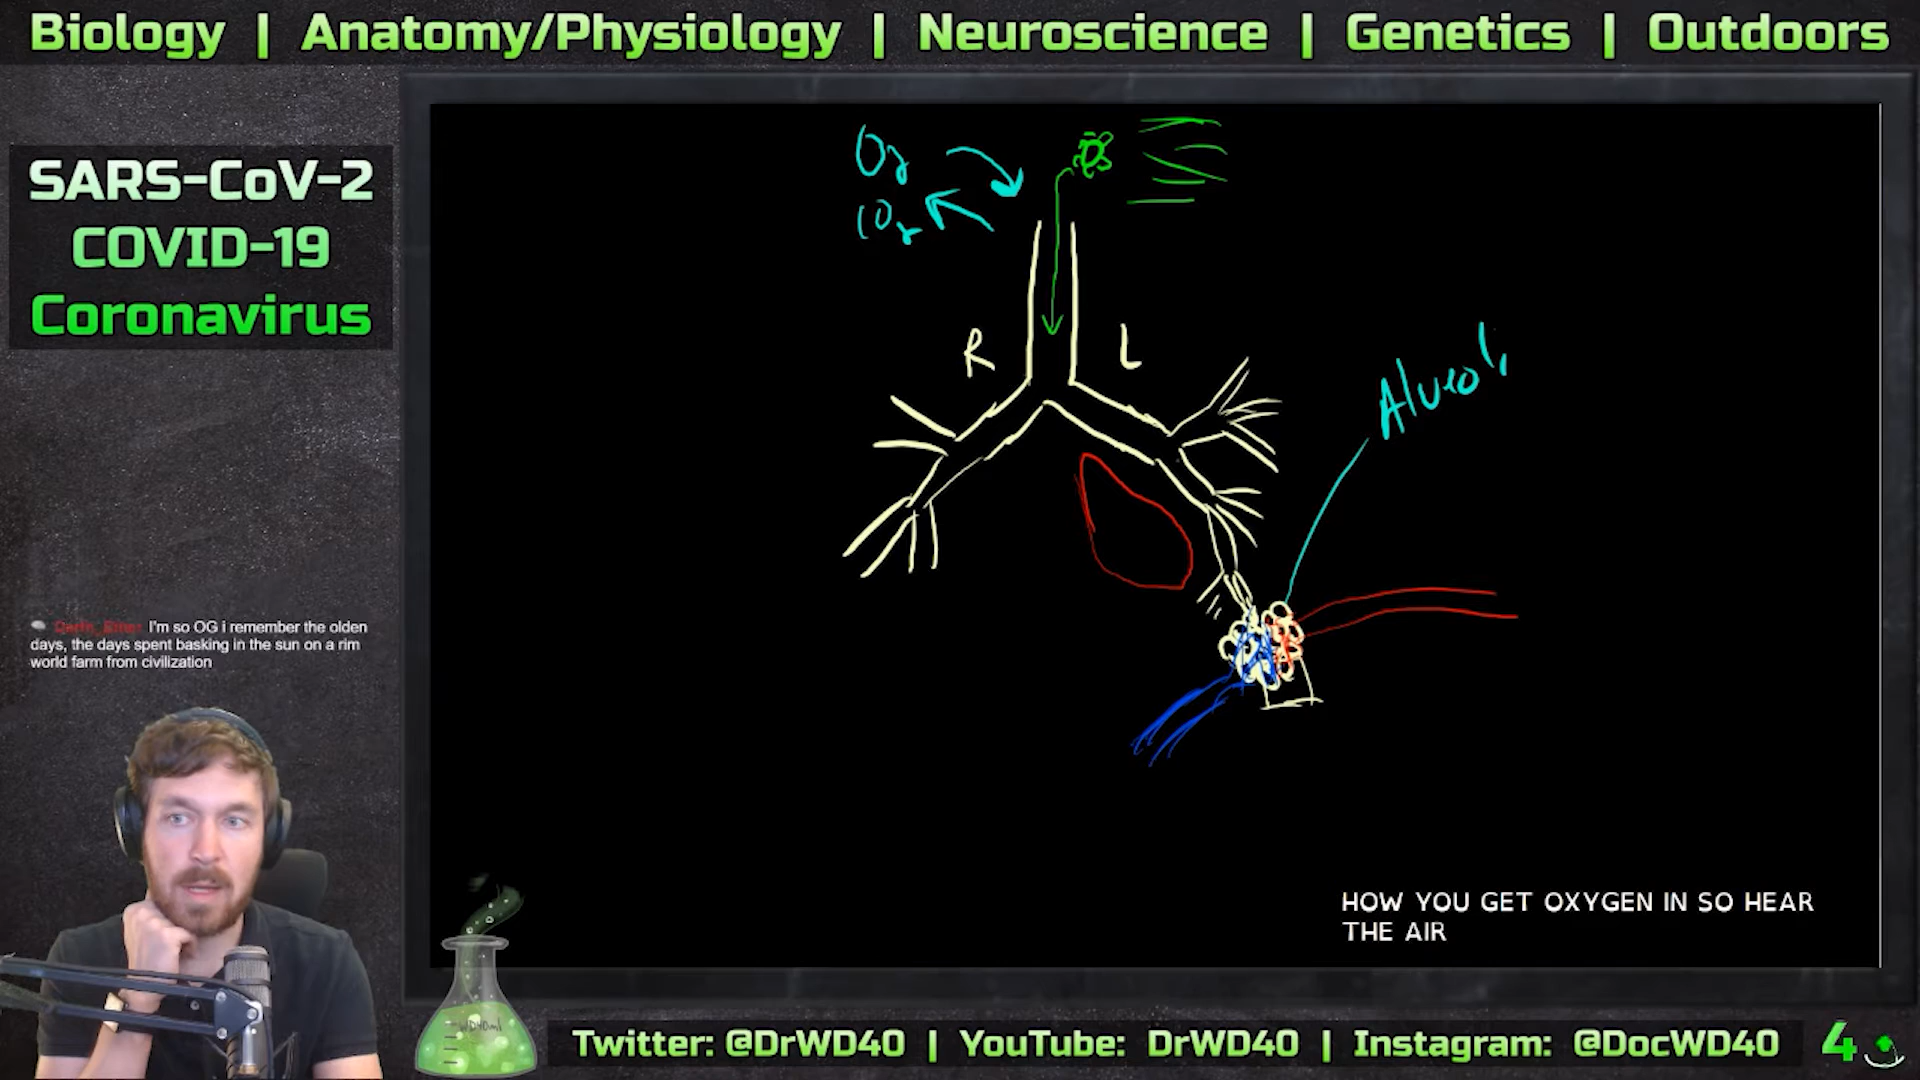 Biology | Anatomy/Physiology | Neuroscience | Genetics | Outdoors
SARS-CoV-2
COVID-19
Coronavirus
O2
CO2
R
L
Alveoli
I'm so OG i remember the olden
days, the days spent basking in the sun on a rim
world farm from civilization
HOW YOU GET OXYGEN IN SO HEAR
THE AIR
Twitter: @DrWD40 | YouTube: DrWD40 | Instagram: @DocWD40
4